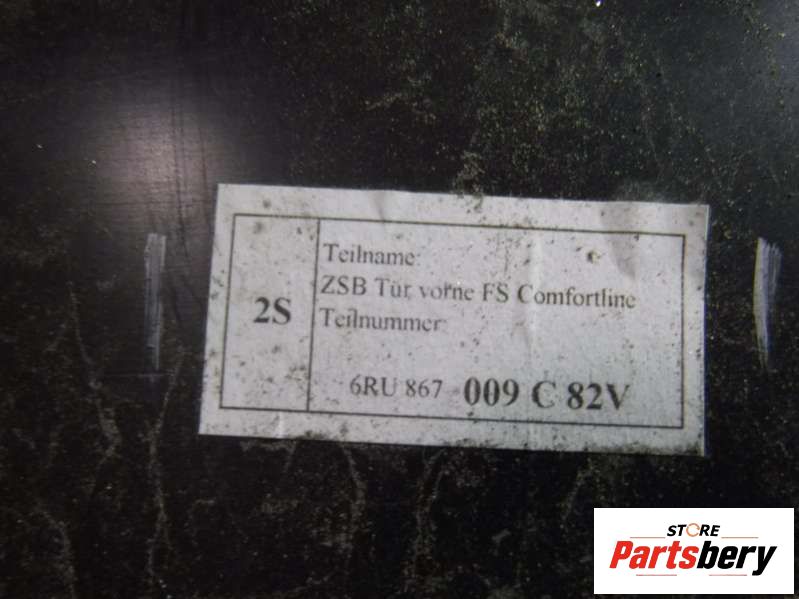 2S
Teilname:
ZSB Tür vorne FS Comfortline
Teilnummer:
6RU 867 009 C 82V
STORE
Partsbery